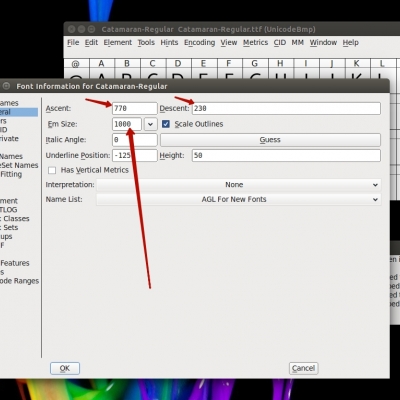 Catamaran-Regular Catamaran-Regular.ttf (UnicodeBmp)
File Edit Element Tools Hints Encoding View Metrics CID MM Window Help
@ A B C D E F G H I J K L
Font Information for Catamaran-Regular
Ascent: 770 Descent: 230
Em Size: 1000 Scale Outlines
Italic Angle: 0 Guess
Underline Position: -125 Height: 50
Has Vertical Metrics
Interpretation: None
Name List: AGL For New Fonts
ames
eral
rs
ID
rivate
Names
eSet Names
Fitting
ment
TLOG
Classes
Sets
ups
F
Features
s
ode Ranges
OK Cancel